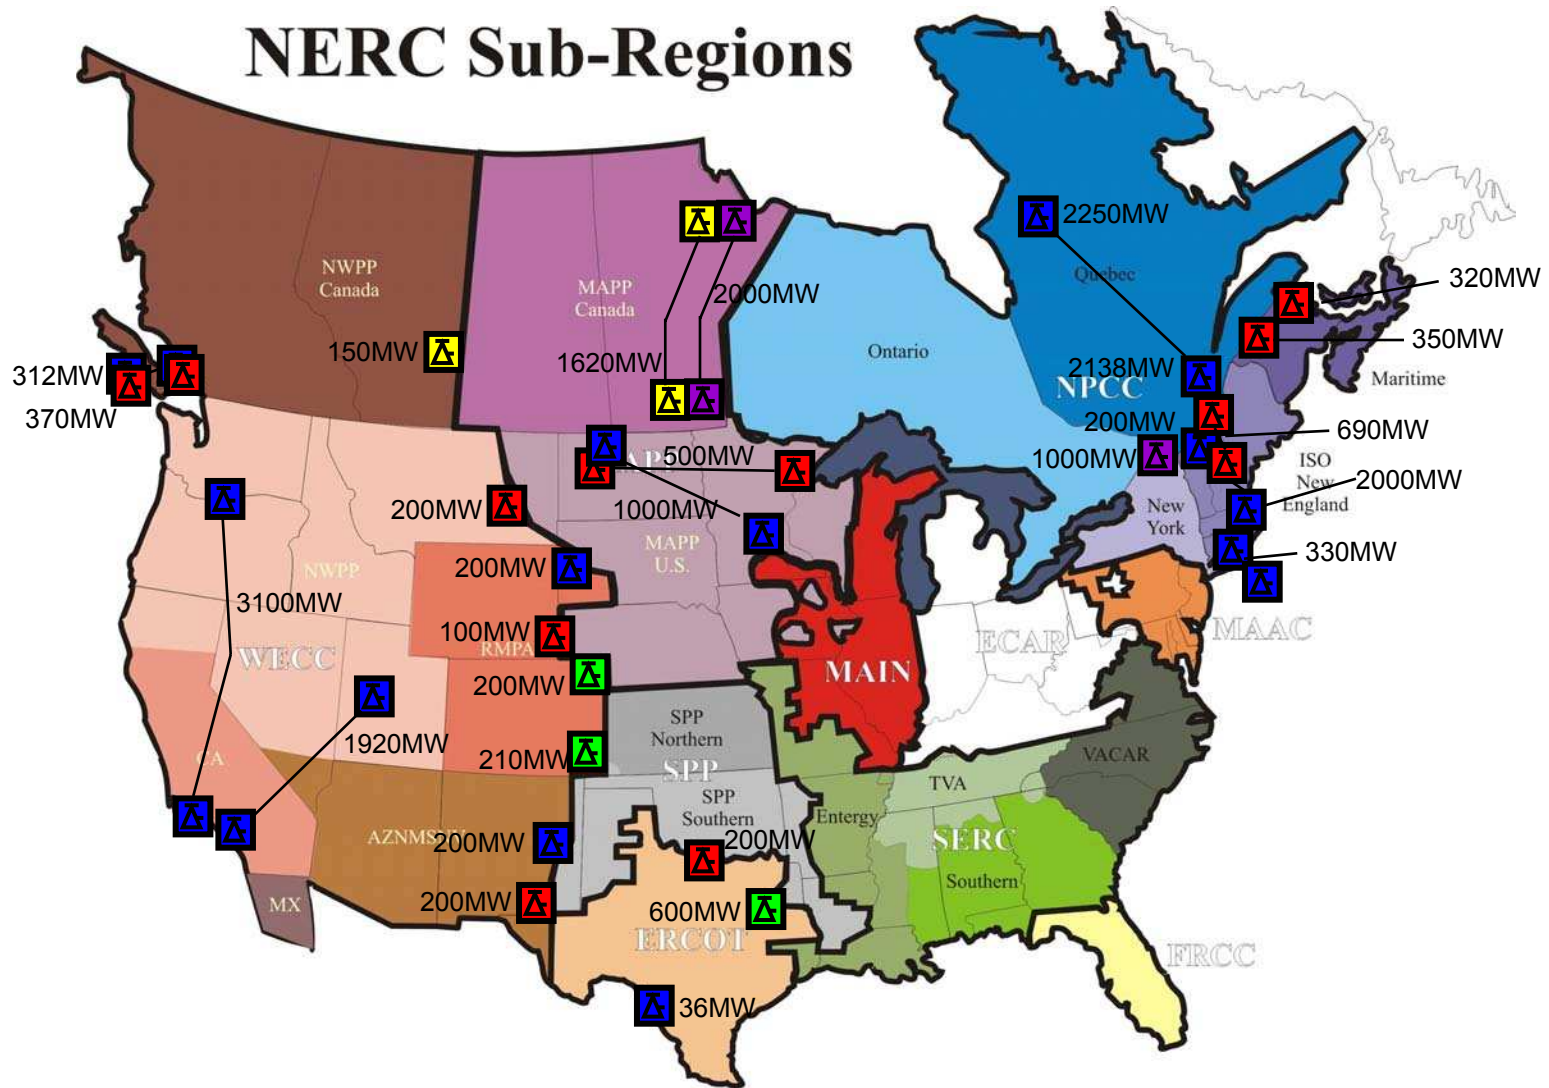 NERC Sub-Regions
2250MW
Quebec
NWPP
Canada
MAPP
Canada
2000MW
320MW
150MW
1620MW
Ontario
350MW
312MW
2138MW
Maritime
370MW
NPCC
200MW
690MW
500MW
1000MW
ISO
New
England
2000MW
200MW
1000MW
New
York
MAPP
U.S.
330MW
NWPP
200MW
3100MW
100MW
RMPA
WECC
MAIN
ECAR
MAAC
200MW
SPP
Northern
1920MW
CA
210MW
SPP
VACAR
TVA
SPP
Southern
Entergy
200MW
200MW
SERC
Southern
MX
200MW
600MW
ERCOT
FRCC
36MW